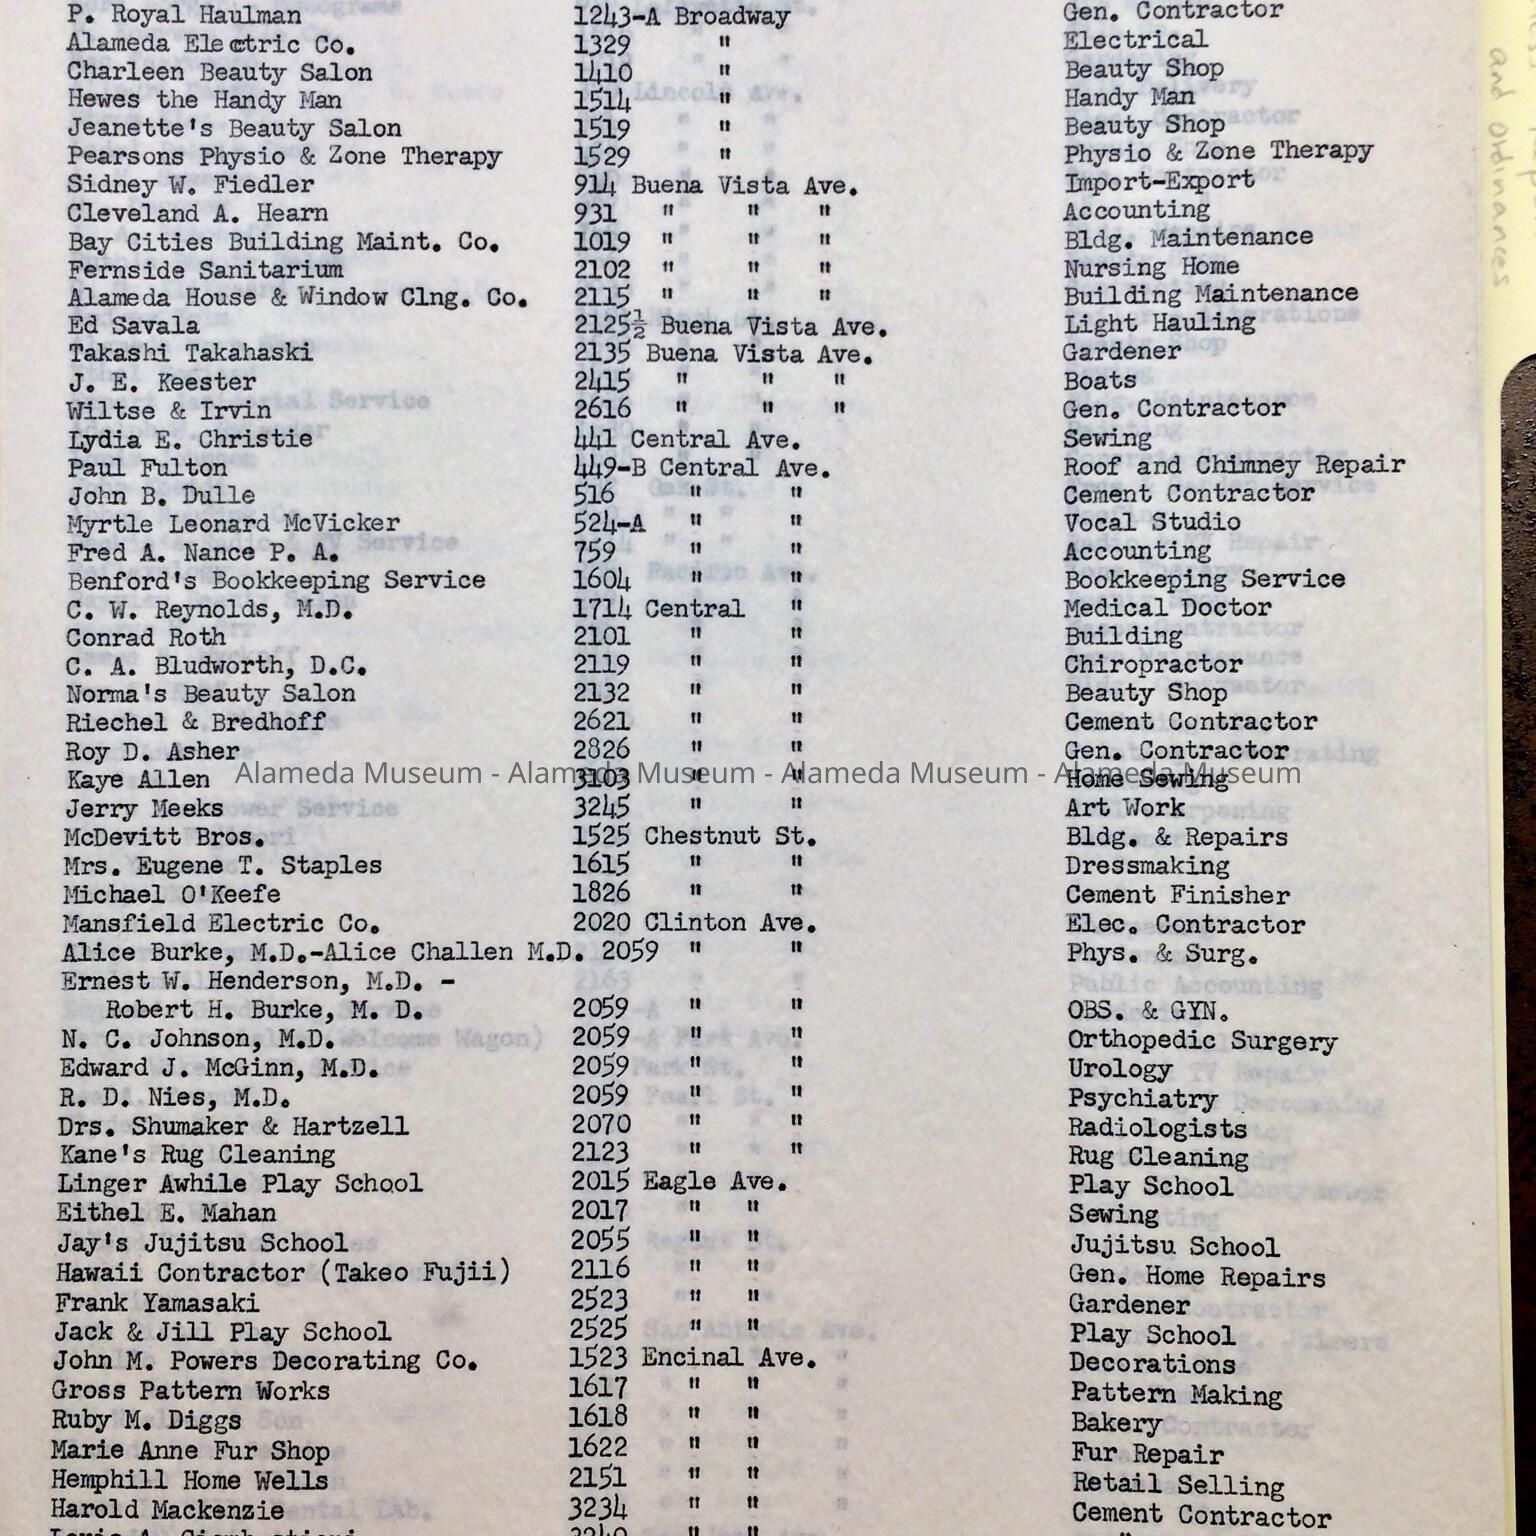 P. Royal Haulman 1243-A Broadway Gen. Contractor
Alameda Electric Co. 1329 " Electrical
Charleen Beauty Salon 1410 " Beauty Shop
Hewes the Handy Man 1514 " Handy Man
Jeanette's Beauty Salon 1519 " Beauty Shop
Pearsons Physio & Zone Therapy 1529 " Physio & Zone Therapy
Sidney W. Fiedler 914 Buena Vista Ave. Import-Export
Cleveland A. Hearn 931 " " " Accounting
Bay Cities Building Maint. Co. 1019 " " " Bldg. Maintenance
Fernside Sanitarium 2102 " " " Nursing Home
Alameda House & Window Clng. Co. 2115 " " " Building Maintenance
Ed Savala 2125½ Buena Vista Ave. Light Hauling
Takashi Takahaski 2135 Buena Vista Ave. Gardener
J. E. Keester 2415 " " " Boats
Wiltse & Irvin 2616 " " " Gen. Contractor
Lydia E. Christie 441 Central Ave. Sewing
Paul Fulton 449-B Central Ave. Roof and Chimney Repair
John B. Dulle 516 " " Cement Contractor
Myrtle Leonard McVicker 524-A " " Vocal Studio
Fred A. Nance P. A. 759 " " Accounting
Benford's Bookkeeping Service 1604 " " Bookkeeping Service
C. W. Reynolds, M.D. 1714 Central " Medical Doctor
Conrad Roth 2101 " " Building
C. A. Bludworth, D.C. 2119 " " Chiropractor
Norma's Beauty Salon 2132 " " Beauty Shop
Riechel & Bredhoff 2621 " " Cement Contractor
Roy D. Asher 2826 " " Gen. Contractor
Kaye Allen 3103 " " Home Sewing
Alameda Museum - Alameda Museum - Alameda Museum - Alameda Museum
Jerry Meeks 3245 " " Art Work
McDevitt Bros. 1525 Chestnut St. Bldg. & Repairs
Mrs. Eugene T. Staples 1615 " " Dressmaking
Michael O'Keefe 1826 " " Cement Finisher
Mansfield Electric Co. 2020 Clinton Ave. Elec. Contractor
Alice Burke, M.D.-Alice Challen M.D. 2059 " " Phys. & Surg.
Ernest W. Henderson, M.D. -
Robert H. Burke, M. D. 2059 " " OBS. & GYN.
N. C. Johnson, M.D. 2059 " " Orthopedic Surgery
Edward J. McGinn, M.D. 2059 " " Urology
R. D. Nies, M.D. 2059 " " Psychiatry
Drs. Shumaker & Hartzell 2070 " " Radiologists
Kane's Rug Cleaning 2123 " " Rug Cleaning
Linger Awhile Play School 2015 Eagle Ave. Play School
Eithel E. Mahan 2017 " " Sewing
Jay's Jujitsu School 2055 " " Jujitsu School
Hawaii Contractor (Takeo Fujii) 2116 " " Gen. Home Repairs
Frank Yamasaki 2523 " " Gardener
Jack & Jill Play School 2525 " " Play School
John M. Powers Decorating Co. 1523 Encinal Ave. Decorations
Gross Pattern Works 1617 " " Pattern Making
Ruby M. Diggs 1618 " " Bakery
Marie Anne Fur Shop 1622 " " Fur Repair
Hemphill Home Wells 2151 " " Retail Selling
Harold Mackenzie 3234 " " Cement Contractor
and Ordinances